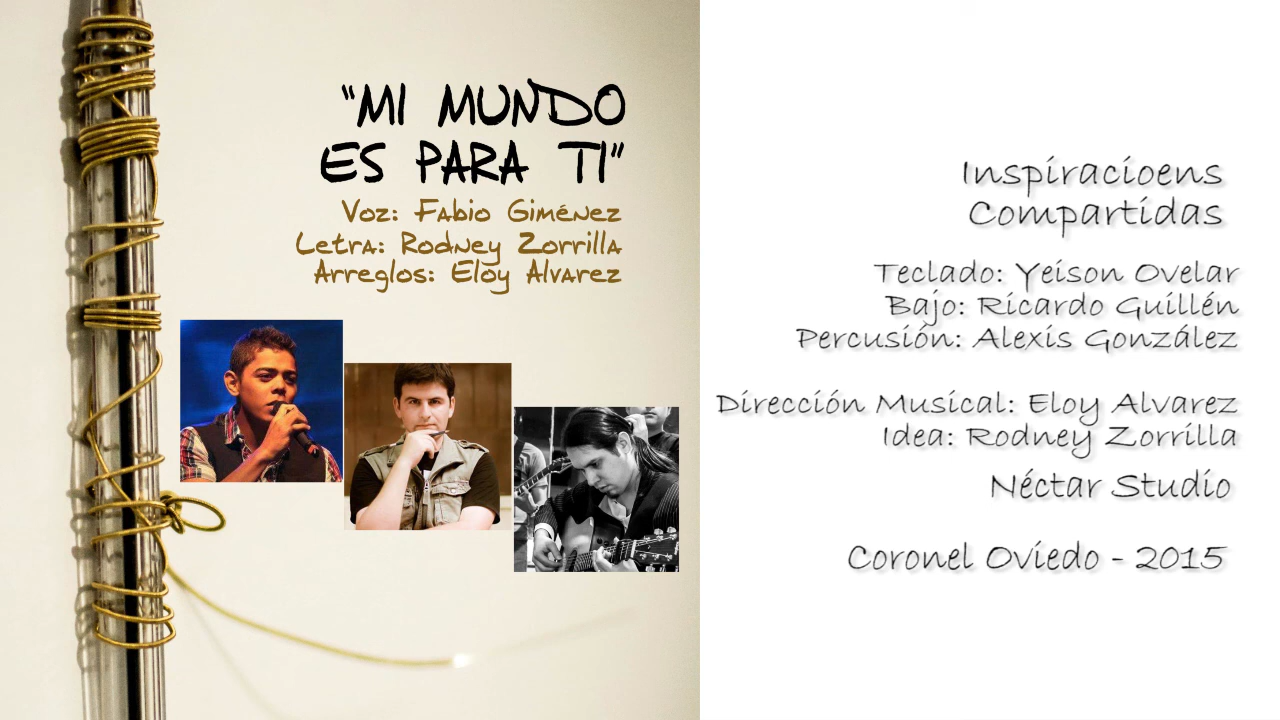 "MI MUNDO
ES PARA TI"
Voz: Fabio Giménez
Letra: Rodney Zorrilla
Arreglos: Eloy Alvarez
Inspiracioens
Compartidas
Teclado: Yeison Ovelar
Bajo: Ricardo Guillén
Percusión: Alexis González
Dirección Musical: Eloy Alvarez
Idea: Rodney Zorrilla
Néctar Studio
Coronel Oviedo - 2015